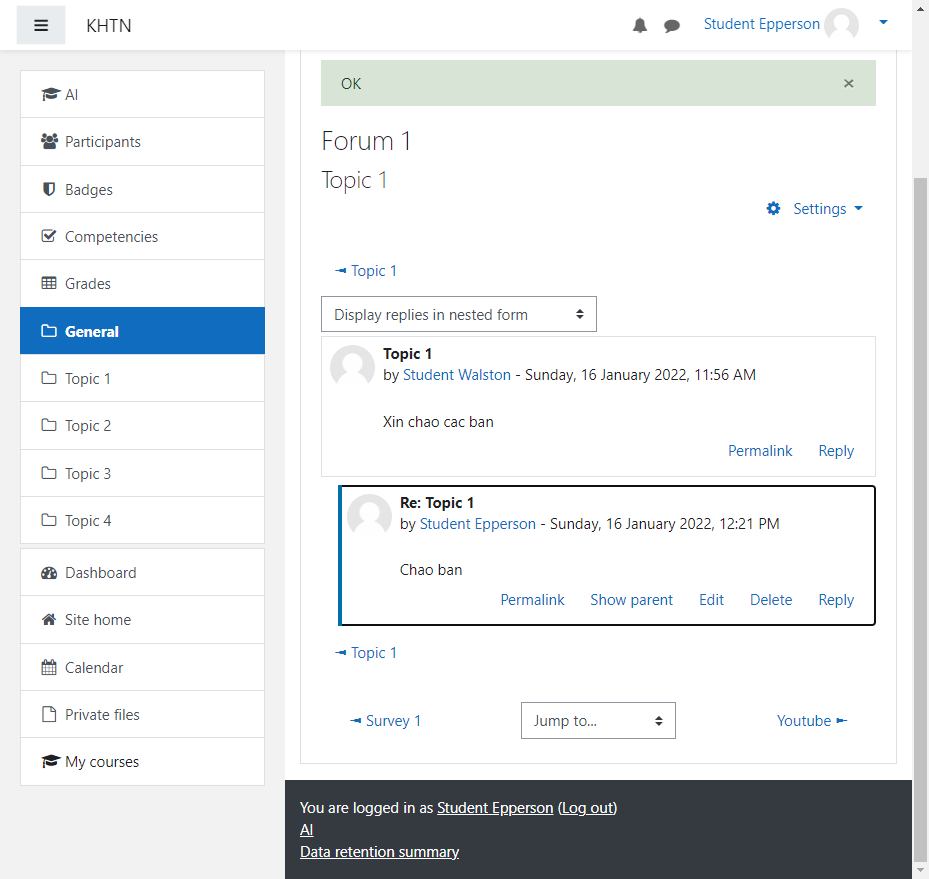 KHTN
Student Epperson
AI
Participants
Badges
Competencies
Grades
General
Topic 1
Topic 2
Topic 3
Topic 4
Dashboard
Site home
Calendar
Private files
My courses
OK
×
Forum 1
Topic 1
Settings
◄ Topic 1
Display replies in nested form
Topic 1
by Student Walston - Sunday, 16 January 2022, 11:56 AM
Xin chao cac ban
Permalink Reply
Re: Topic 1
by Student Epperson - Sunday, 16 January 2022, 12:21 PM
Chao ban
Permalink Show parent Edit Delete Reply
◄ Topic 1
◄ Survey 1 Jump to... Youtube ►
You are logged in as Student Epperson (Log out)
AI
Data retention summary